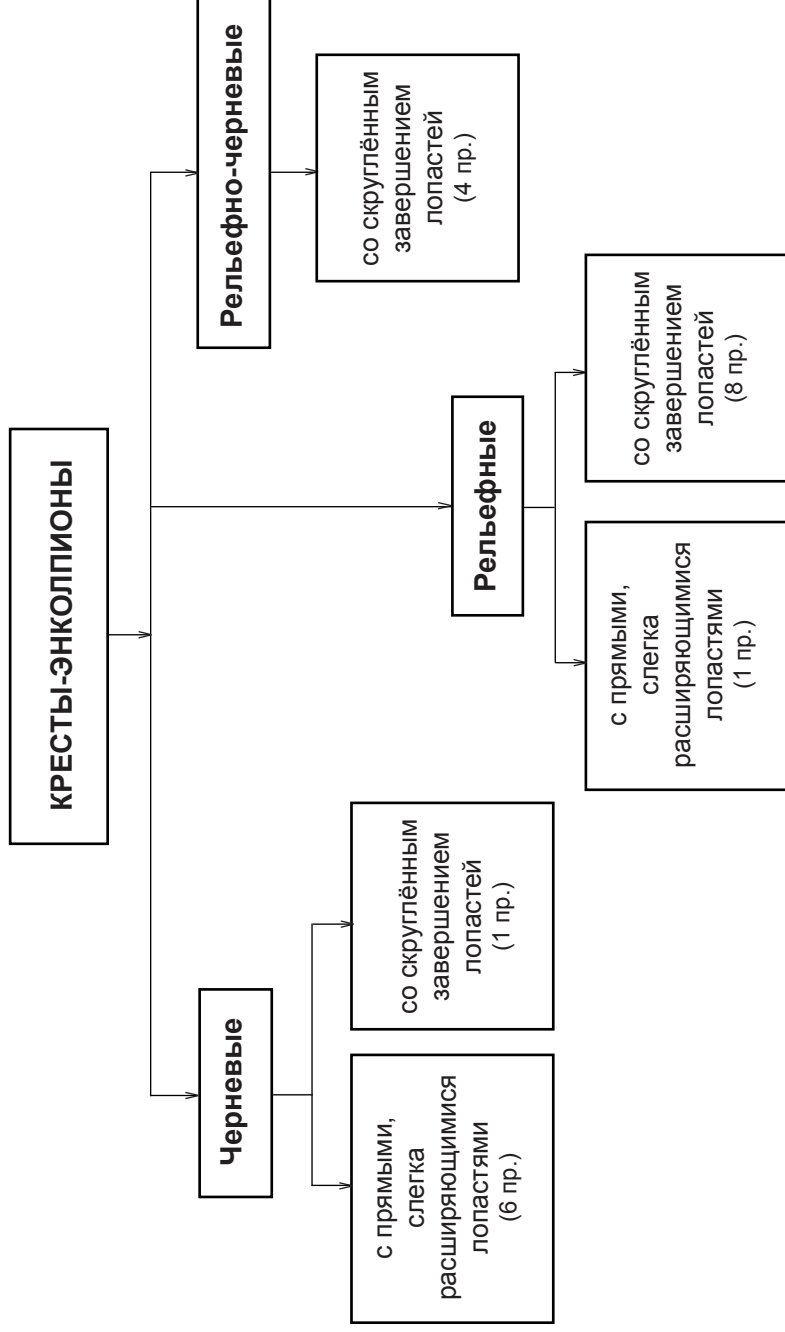 КРЕСТЫ-ЭНКОЛПИОНЫ
Черневые
с прямыми,
слегка
расширяющимися
лопастями
(6 пр.)
со скруглённым
завершением
лопастей
(1 пр.)
Рельефные
с прямыми,
слегка
расширяющимися
лопастями
(1 пр.)
со скруглённым
завершением
лопастей
(8 пр.)
Рельефно-черневые
со скруглённым
завершением
лопастей
(4 пр.)